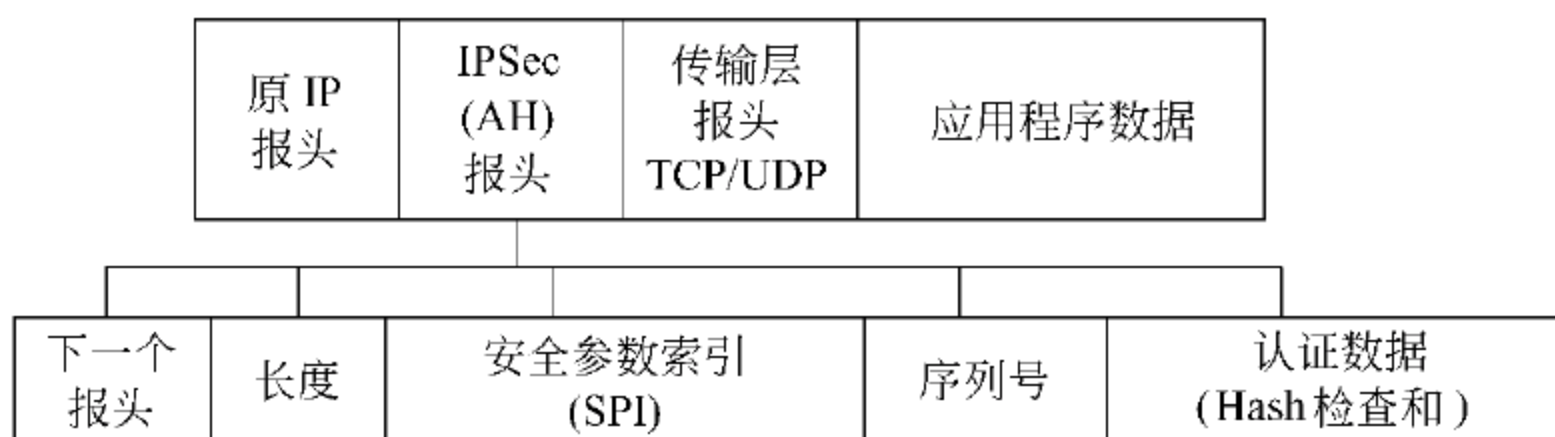 原 IP
报头
IPSec
(AH)
报头
传输层
报头
TCP/UDP
应用程序数据
下一个
报头
长度
安全参数索引
(SPI)
序列号
认证数据
(Hash检查和)